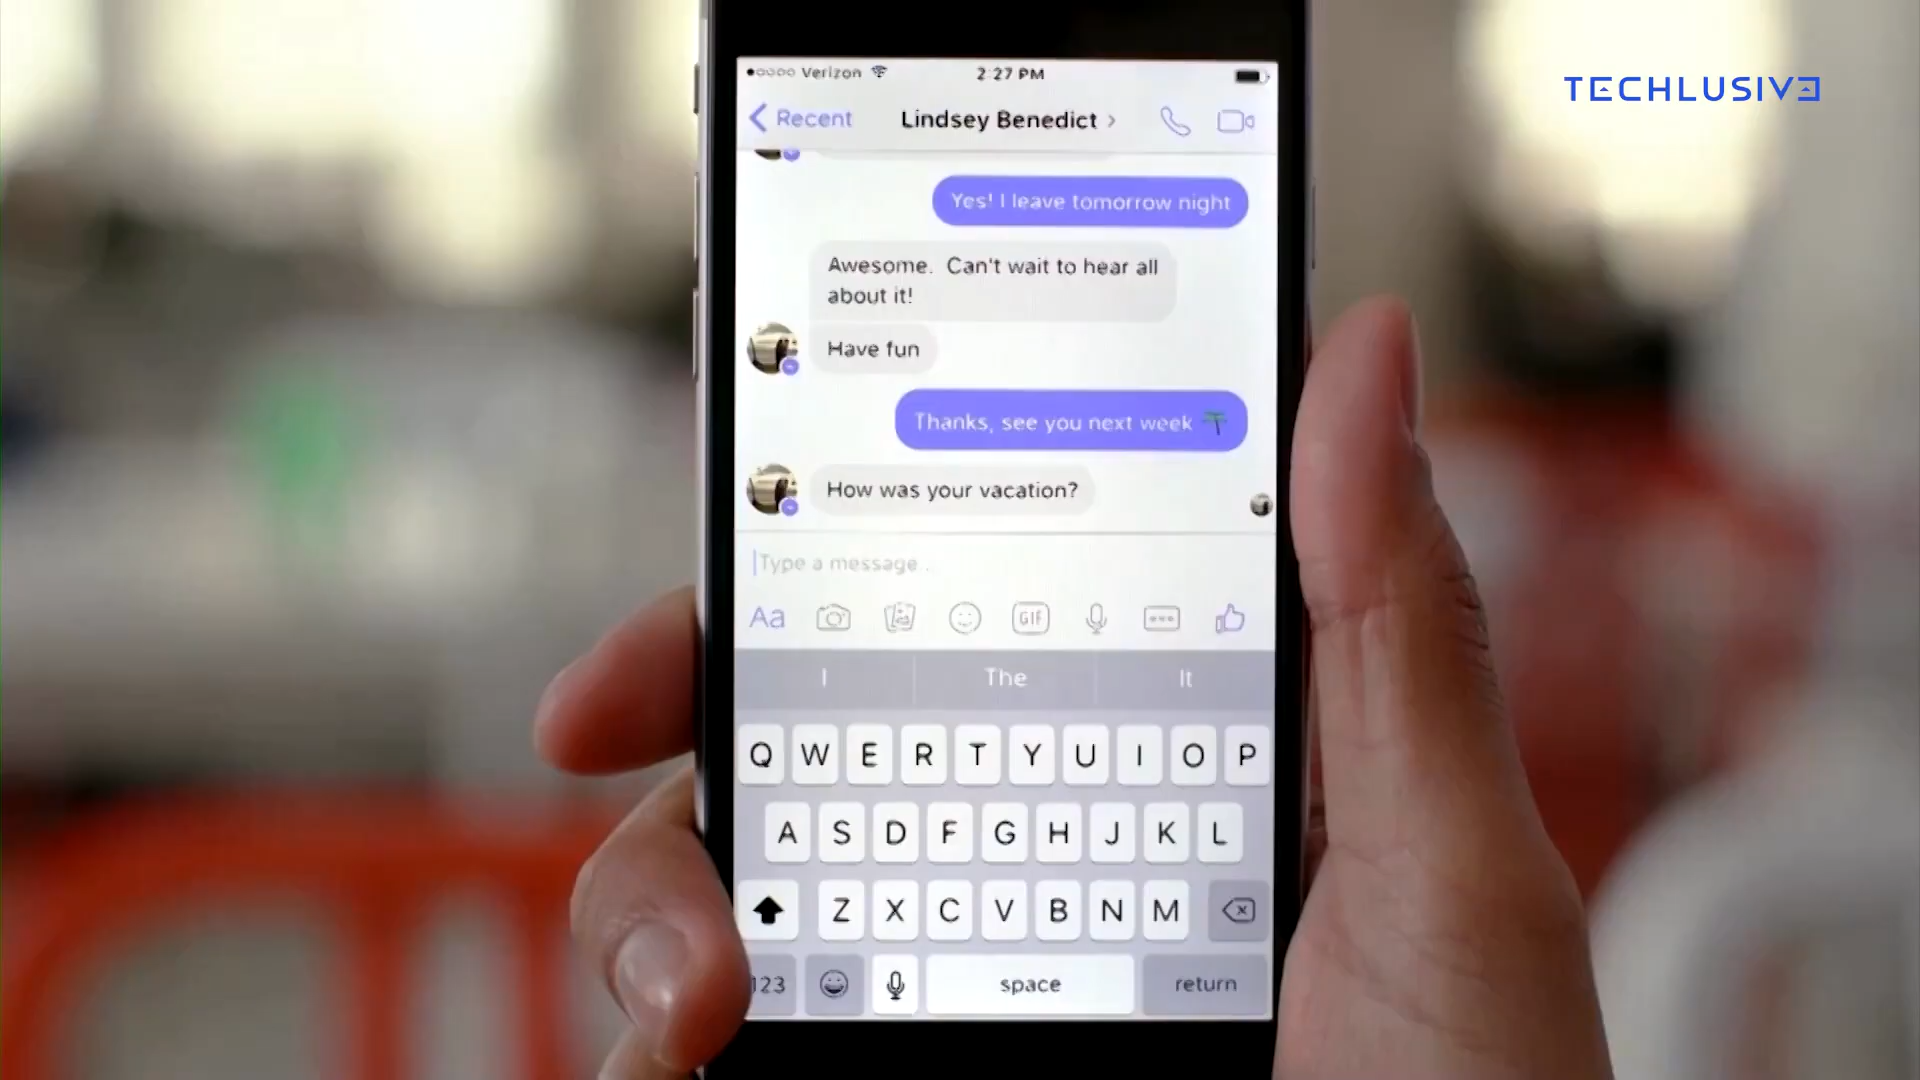 TECHLUSIVE
Verizon 2:27 PM
Recent Lindsey Benedict
Yes! I leave tomorrow night
Awesome. Can't wait to hear all
about it!
Have fun
Thanks, see you next week 🌴
How was your vacation?
Type a message...
Aa GIF
I The It
Q W E R T Y U I O P
A S D F G H J K L
Z X C V B N M
123 space return